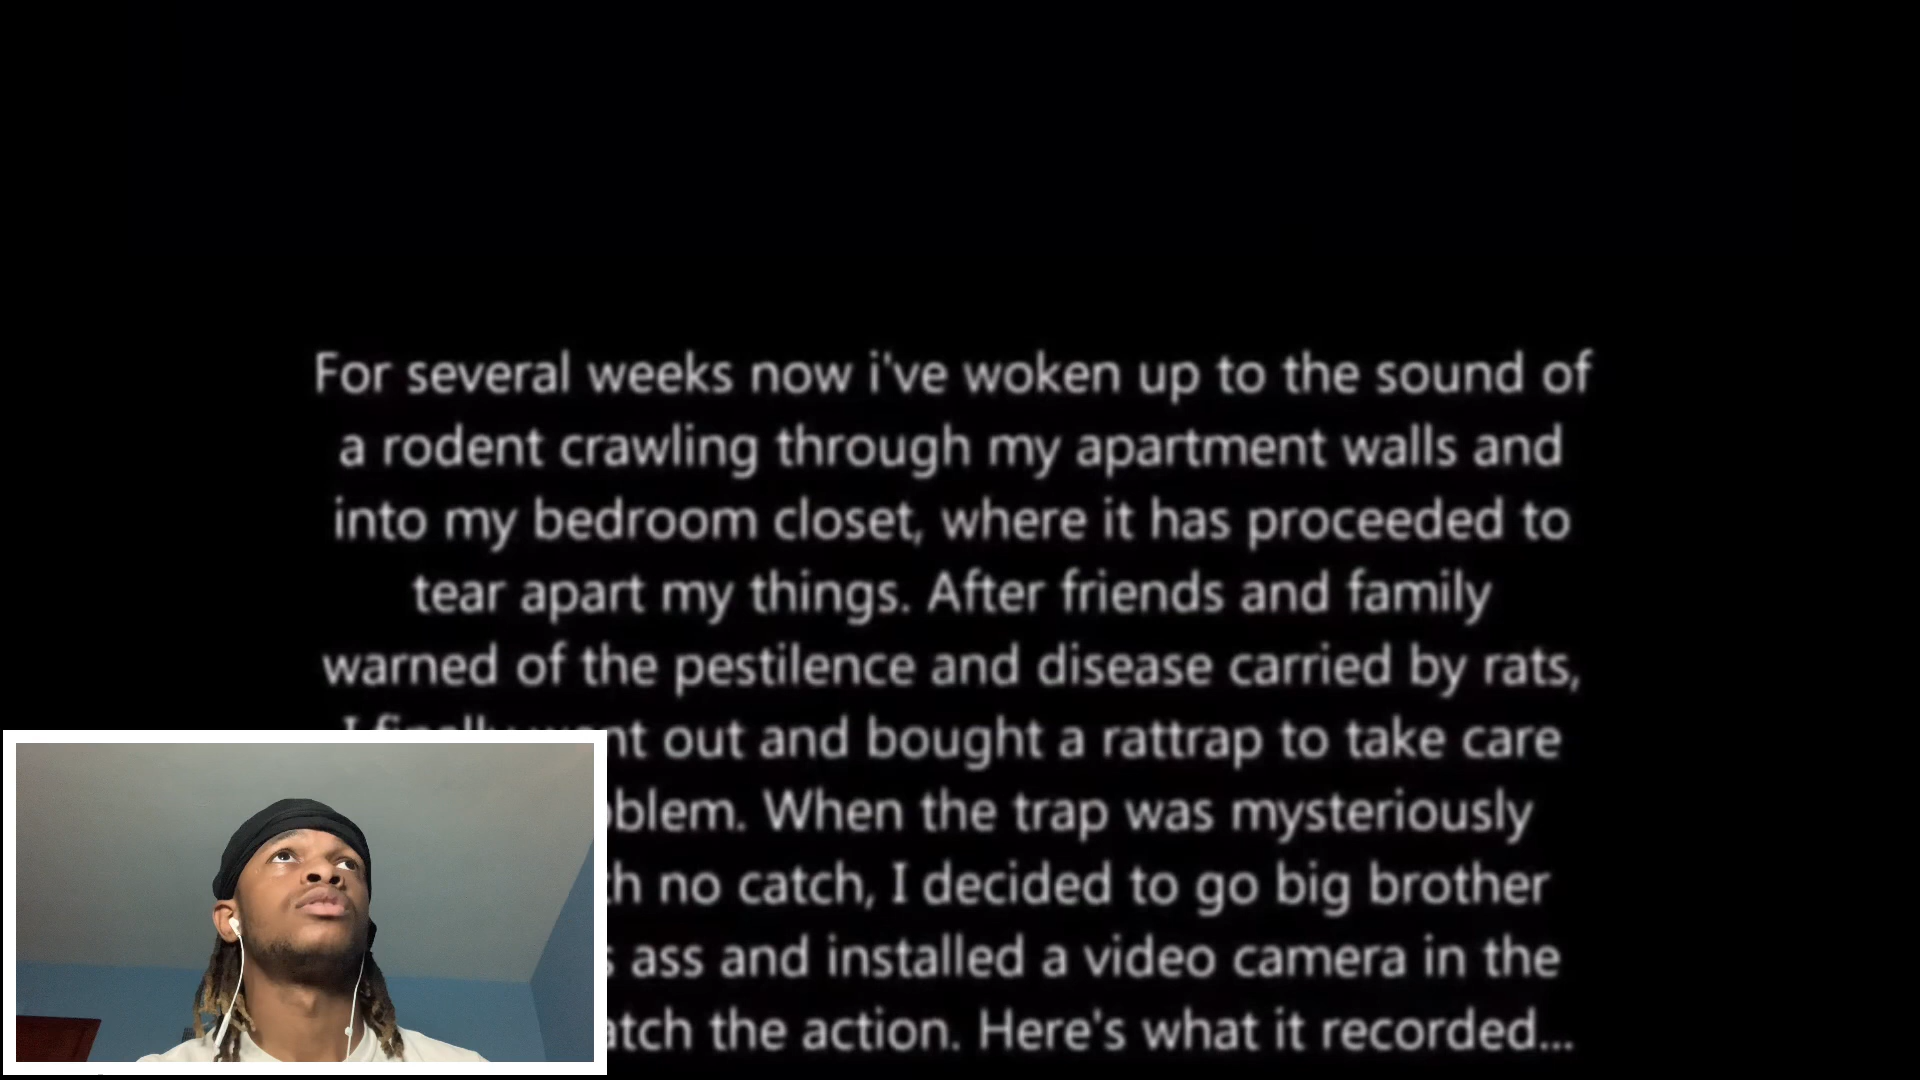 For several weeks now i've woken up to the sound of
a rodent crawling through my apartment walls and
into my bedroom closet, where it has proceeded to
tear apart my things. After friends and family
warned of the pestilence and disease carried by rats,
I finally went out and bought a rattrap to take care
When the trap was mysteriously
no catch, I decided to go big brother
ass and installed a video camera in the
the action. Here's what it recorded...